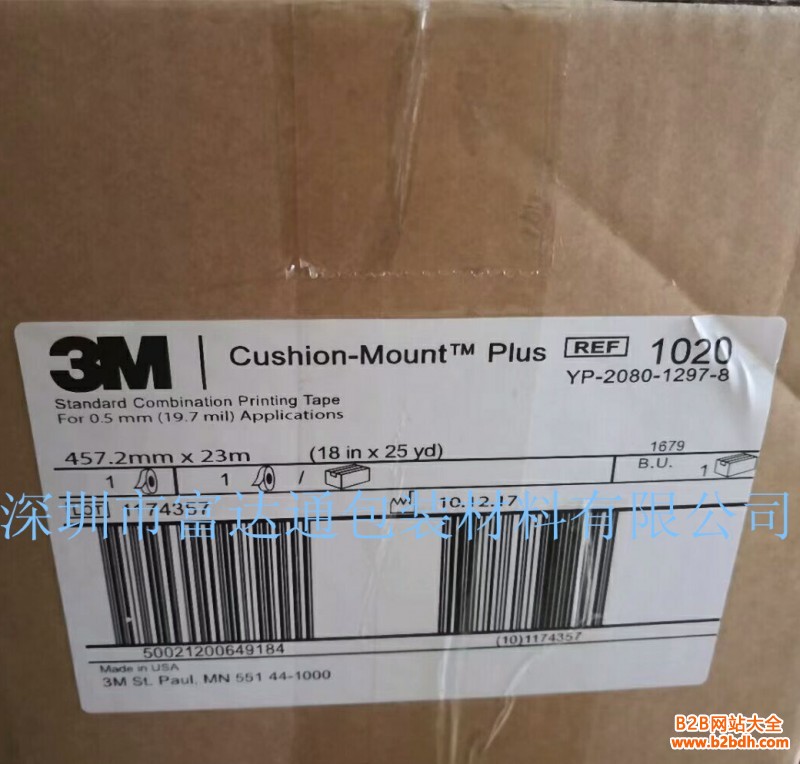 3M
Cushion-Mount™ Plus
REF 1020
YP-2080-1297-8
Standard Combination Printing Tape
For 0.5 mm (19.7 mil) Applications
457.2mm x 23m (18 in x 25 yd)
1679
1 1 / B.U. 1
LOT 1174357 10.12.17
深圳市富达通包装材料有限公司
50021200649184 (10)1174357
Made in USA
3M St. Paul, MN 551 44-1000
B2B网站大全
www.b2bdh.com